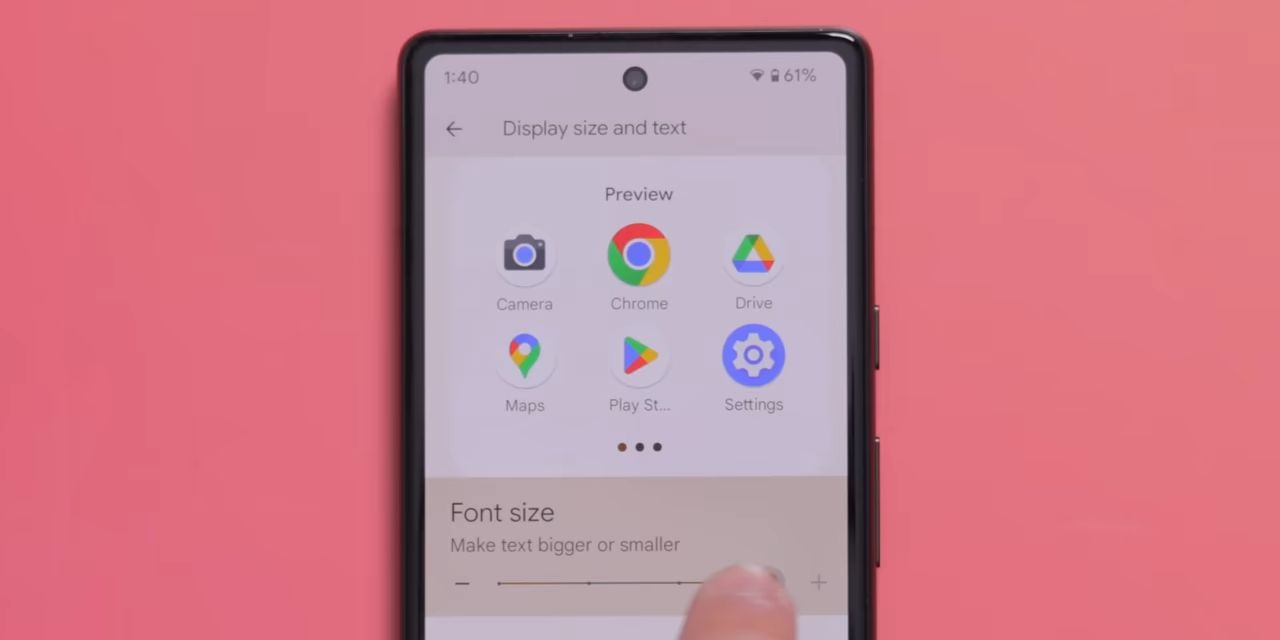 1:40 61%
Display size and text
Preview
Camera Chrome Drive
Maps Play St... Settings
Font size
Make text bigger or smaller